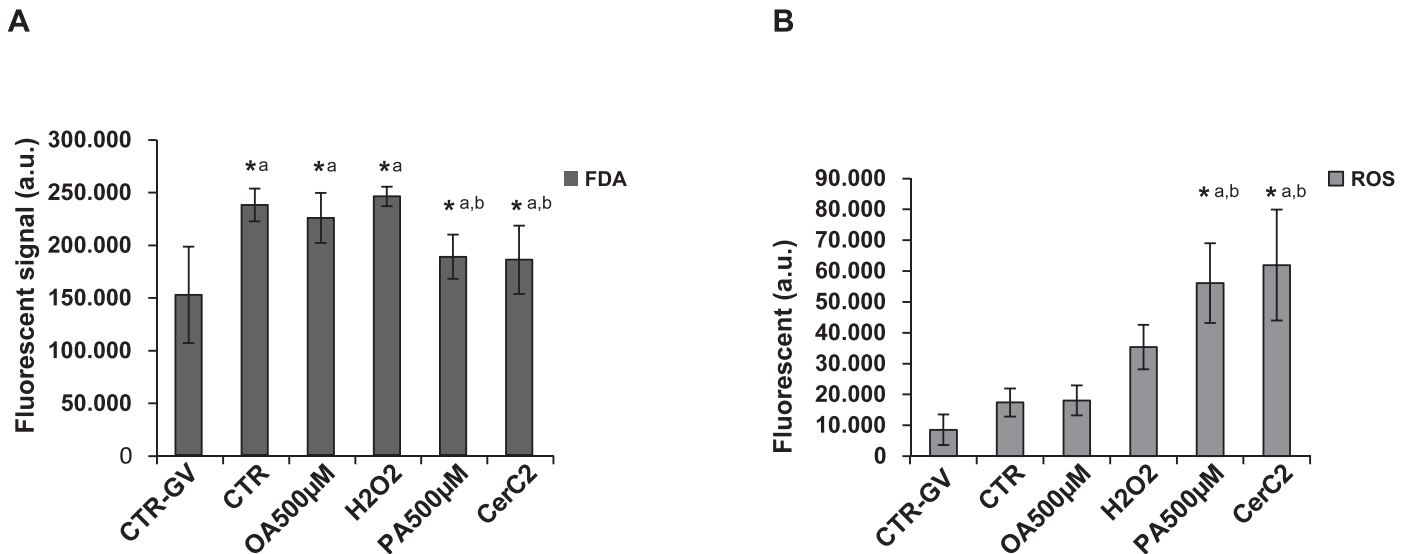 A
Fluorescent signal (a.u.)
300.000
250.000
200.000
150.000
100.000
50.000
0
*a
*a
*a
* a,b
* a,b
FDA
CTR-GV
CTR
OA500µM
H2O2
PA500µM
CerC2
B
Fluorescent (a.u.)
90.000
80.000
70.000
60.000
50.000
40.000
30.000
20.000
10.000
0
* a,b
* a,b
ROS
CTR-GV
CTR
OA500µM
H2O2
PA500µM
CerC2